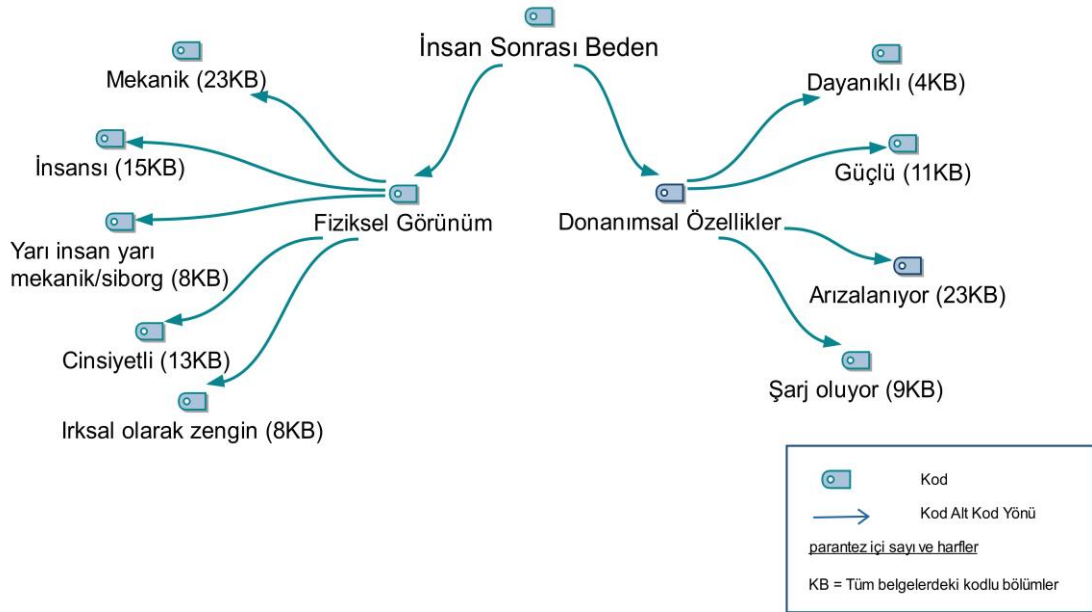 İnsan Sonrası Beden
Mekanik (23KB)
İnsansı (15KB)
Fiziksel Görünüm
Yarı insan yarı
mekanik/siborg (8KB)
Cinsiyetli (13KB)
Irksal olarak zengin (8KB)
Dayanıklı (4KB)
Güçlü (11KB)
Donanımsal Özellikler
Arızalanıyor (23KB)
Şarj oluyor (9KB)
Kod
Kod Alt Kod Yönü
parantez içi sayı ve harfler
KB = Tüm belgelerdeki kodlu bölümler